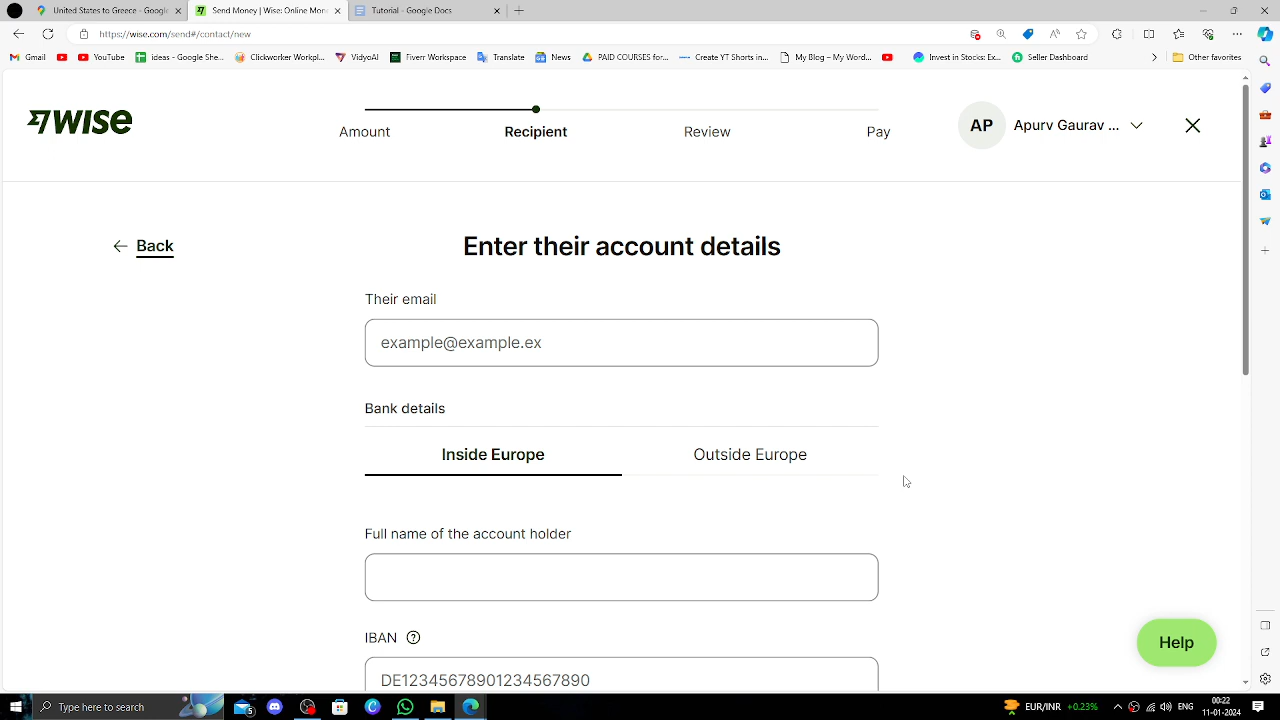 United States to Greece - Google
Send Money | Wise: Online Mon
Tutorial - Google Docs
https://wise.com/send#/contact/new
Gmail
YouTube
ideas - Google She...
Clickworker Workpl...
VidyoAI
Fiverr Workspace
Translate
News
PAID COURSES for...
Create YT Shorts in...
My Blog – My Word...
Invest in Stocks: Ex...
Seller Dashboard
Other favorites
WISE
Amount
Recipient
Review
Pay
AP
Apurv Gaurav ...
Back
Enter their account details
Their email
example@example.ex
Bank details
Inside Europe
Outside Europe
Full name of the account holder
IBAN ?
DE12345678901234567890
Help
Type here to search
5
EUR/INR +0.23%
ENG
00:22
11-01-2024